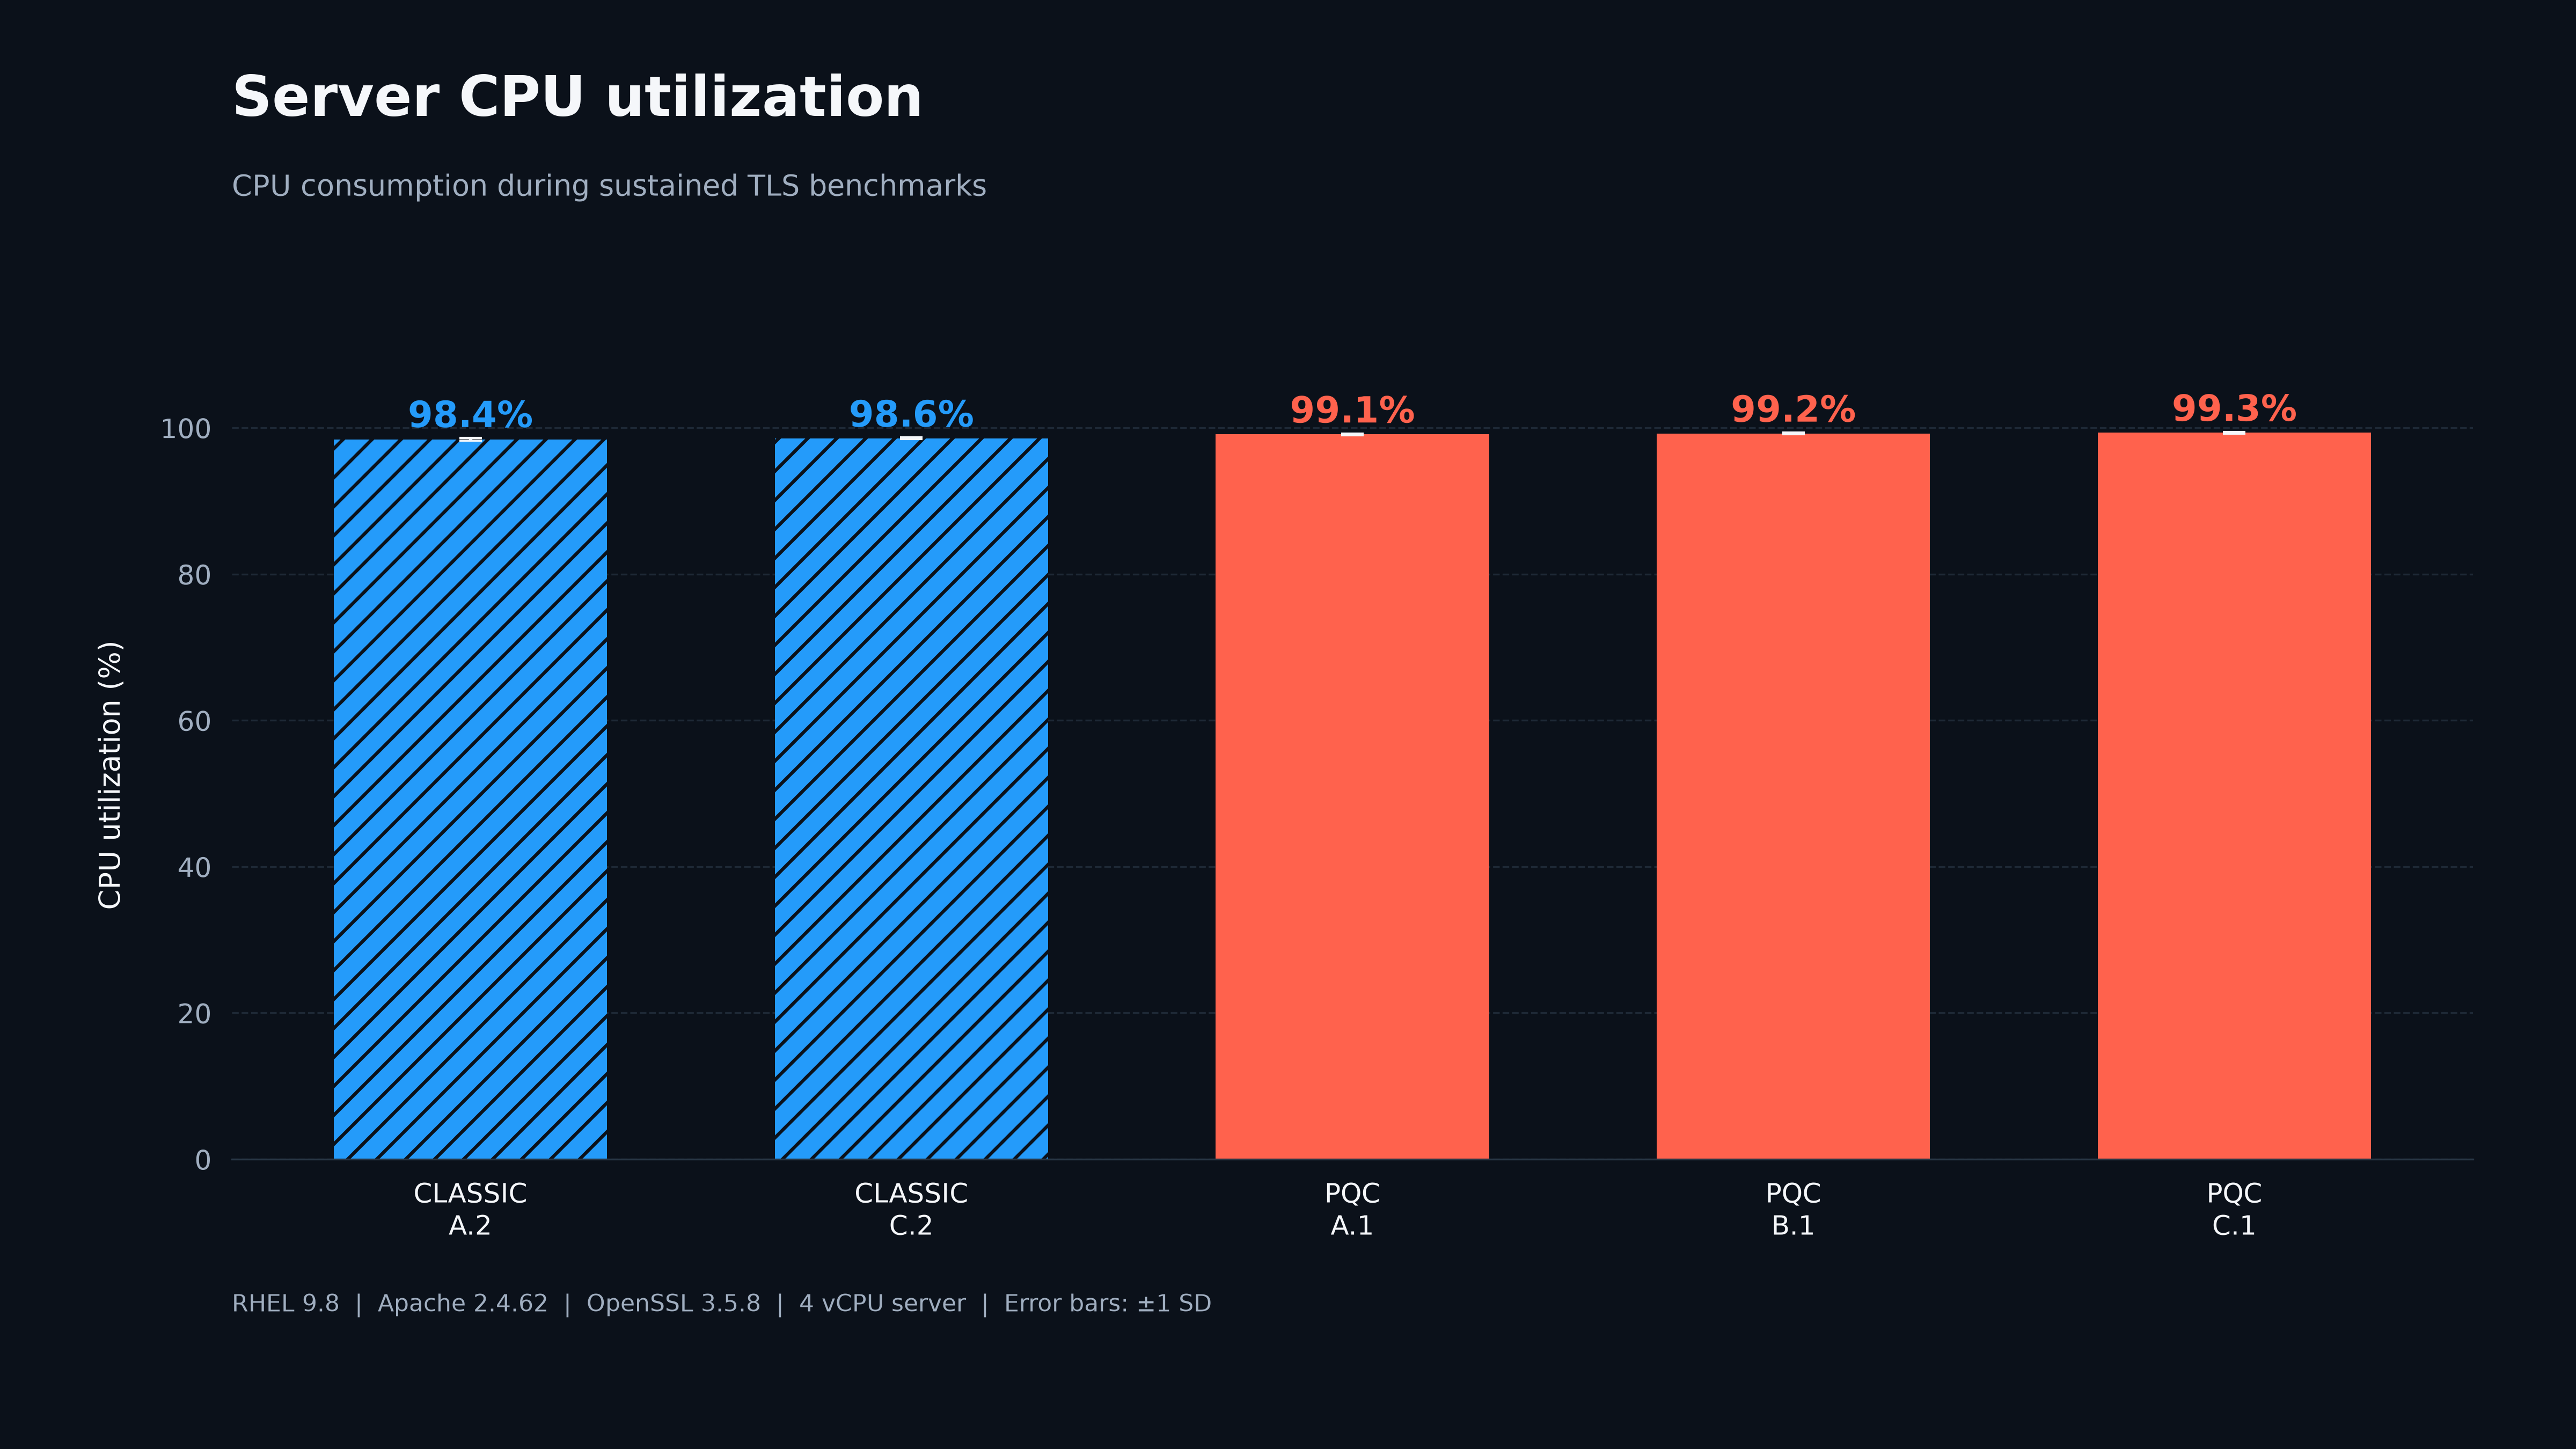 Server CPU utilization
CPU consumption during sustained TLS benchmarks
98.4%
98.6%
99.1%
99.2%
99.3%
100
80
60
40
20
0
CPU utilization (%)
CLASSIC
A.2
CLASSIC
C.2
PQC
A.1
PQC
B.1
PQC
C.1
RHEL 9.8 | Apache 2.4.62 | OpenSSL 3.5.8 | 4 vCPU server | Error bars: ±1 SD